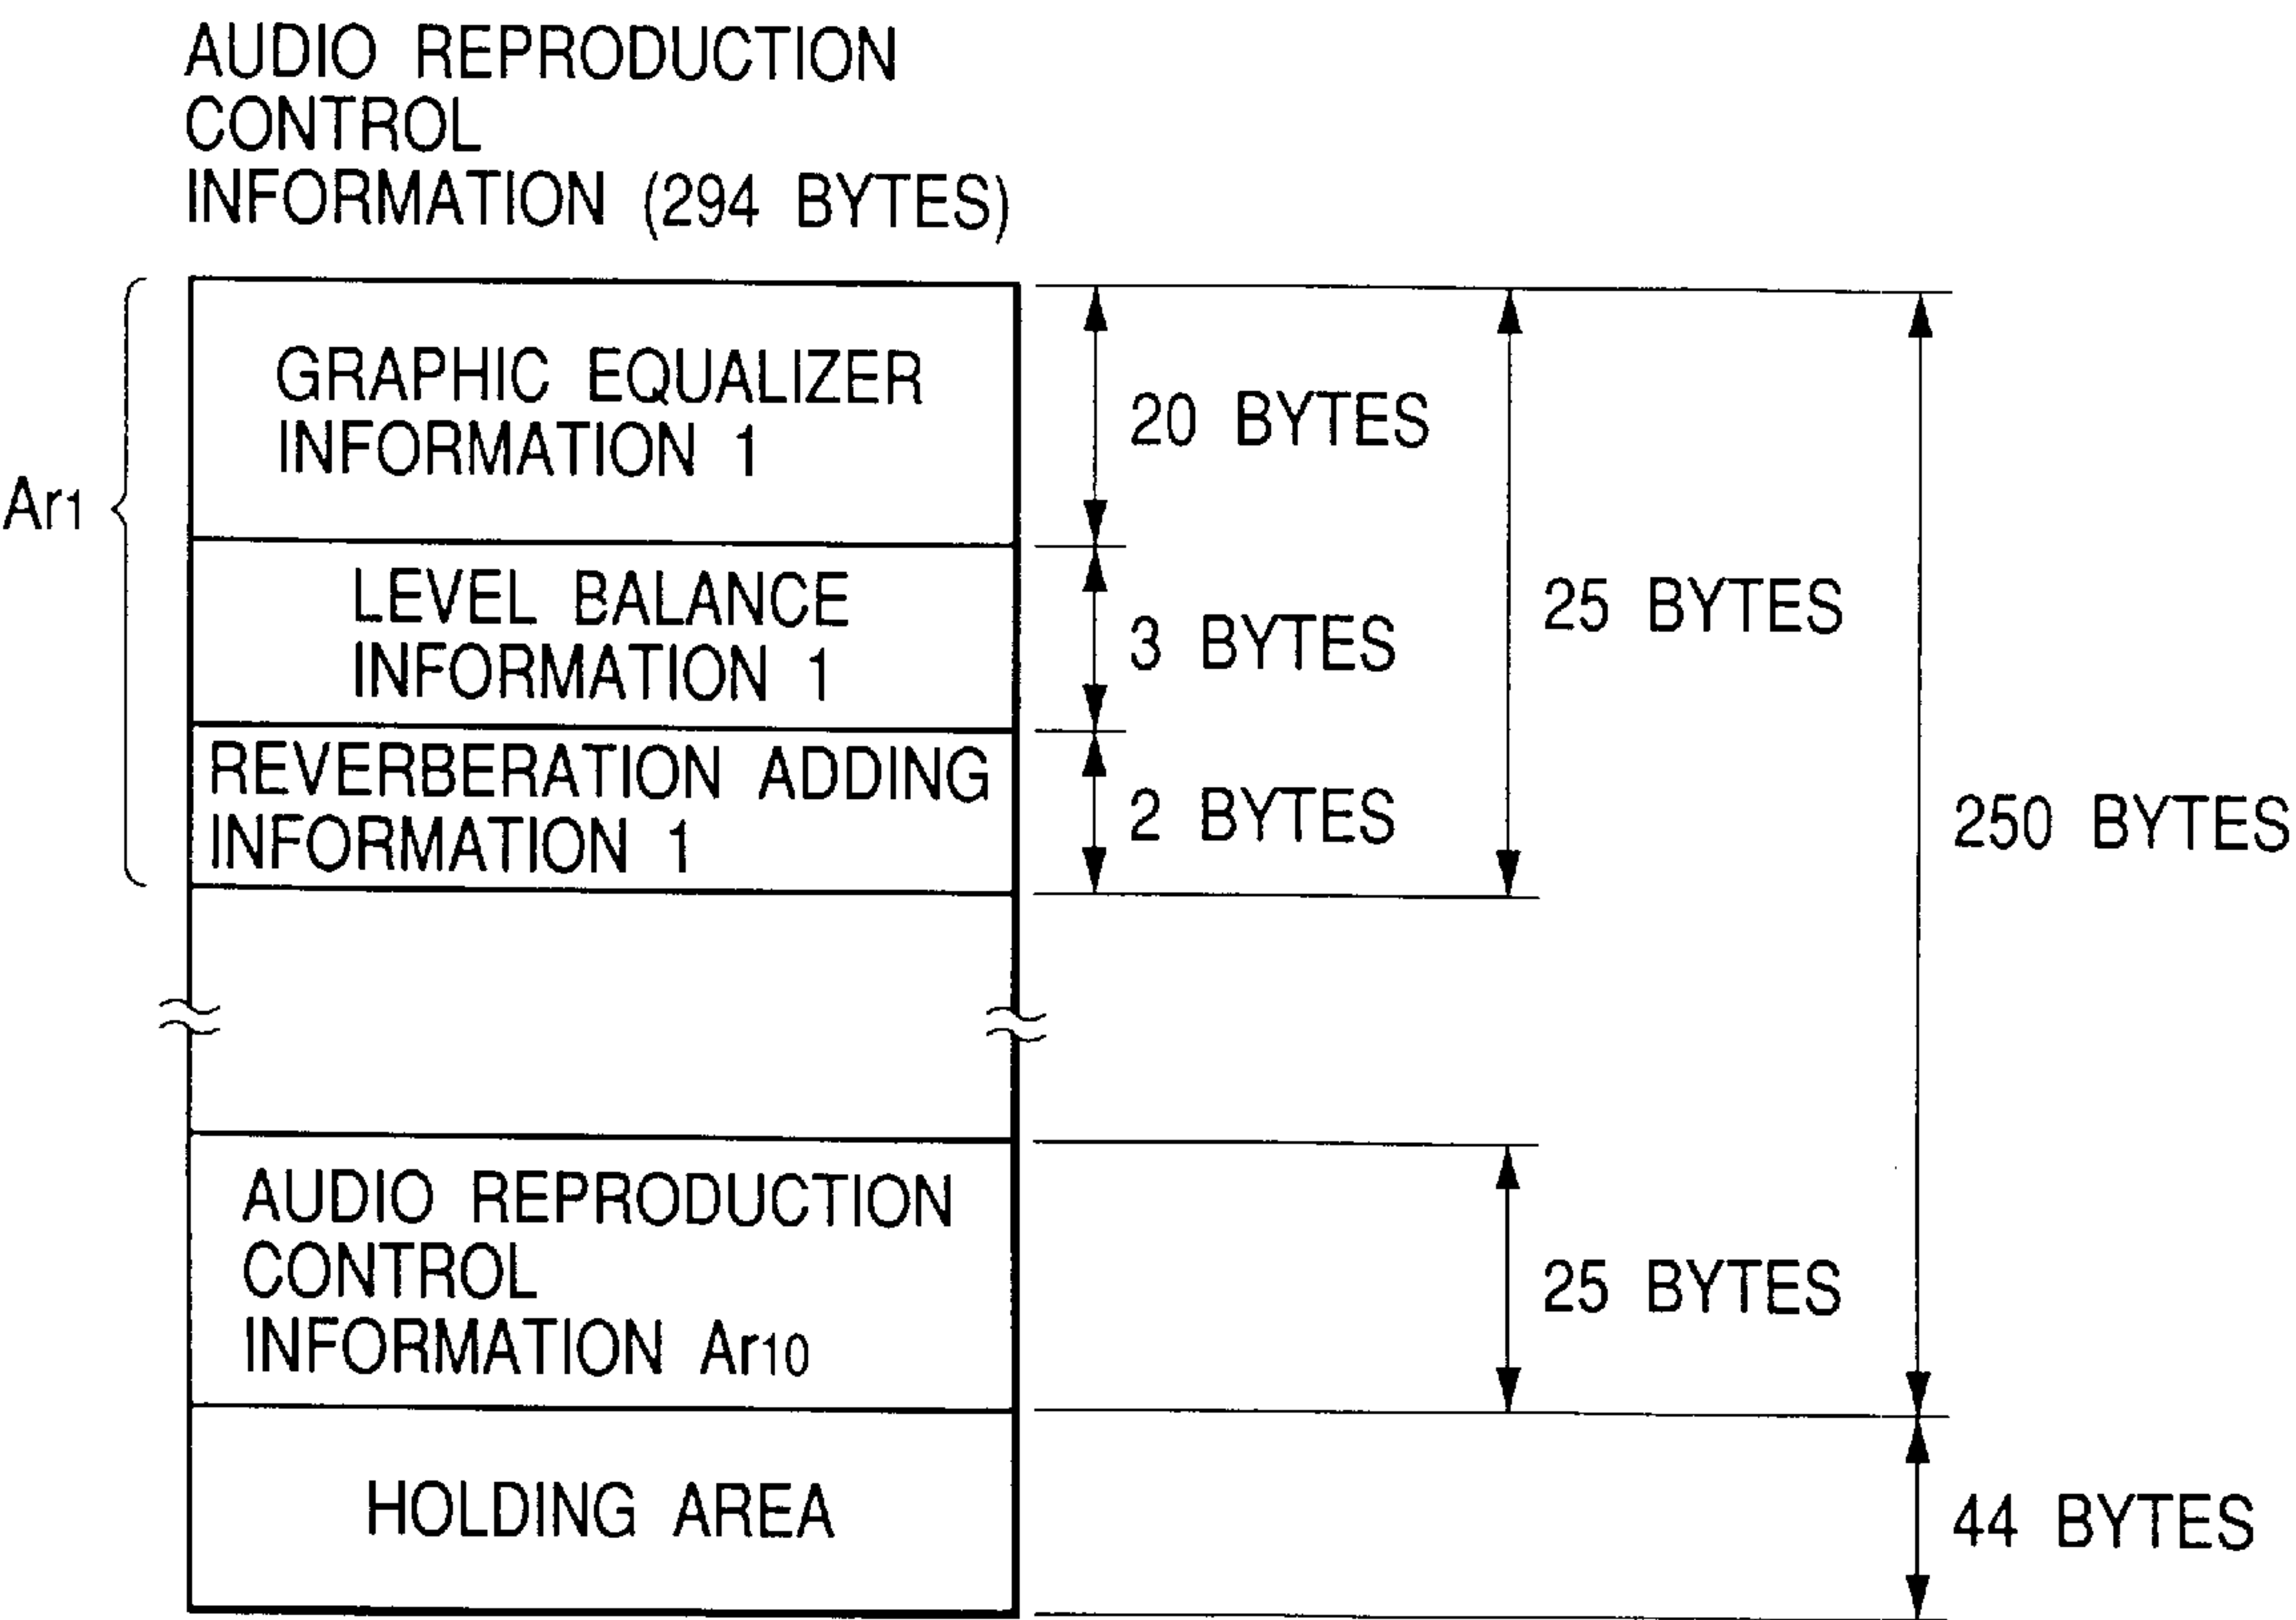 AUDIO REPRODUCTION
CONTROL
INFORMATION (294 BYTES)
GRAPHIC EQUALIZER
INFORMATION 1
20 BYTES
Ar1
LEVEL BALANCE
INFORMATION 1
3 BYTES
25 BYTES
REVERBERATION ADDING
INFORMATION 1
2 BYTES
250 BYTES
AUDIO REPRODUCTION
CONTROL
INFORMATION Ar10
25 BYTES
HOLDING AREA
44 BYTES